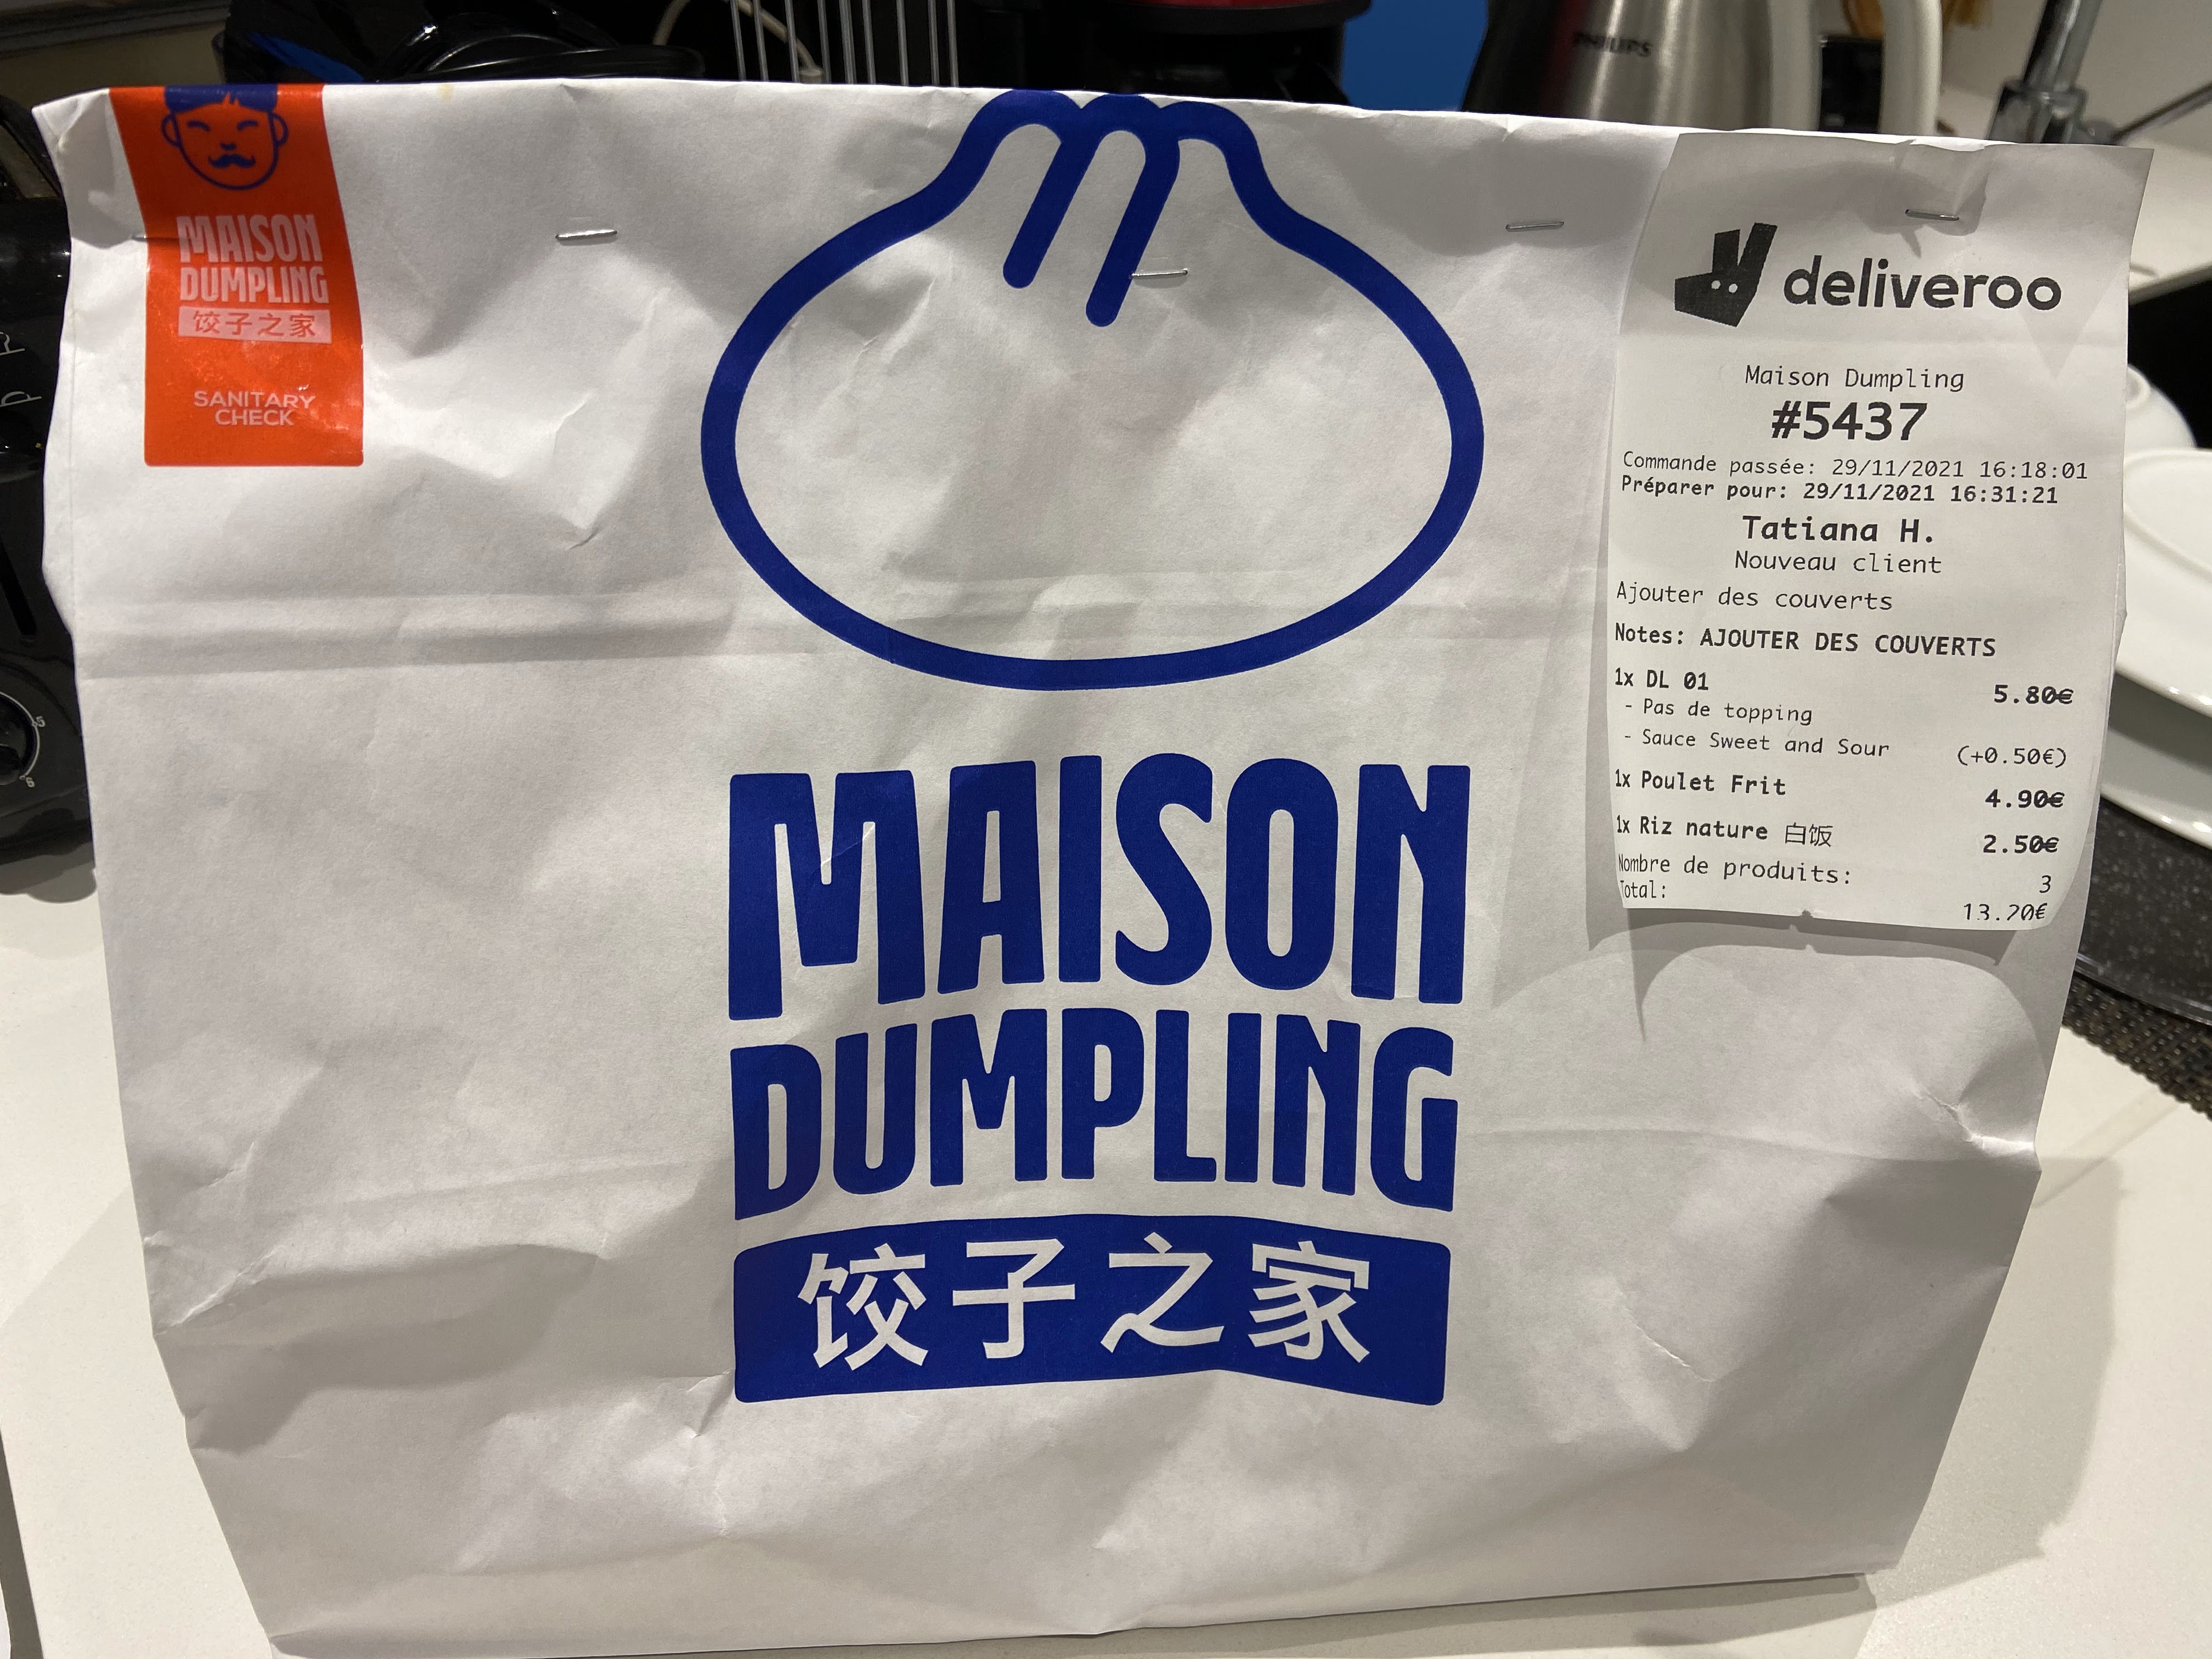 PHILIPS
MAISON
DUMPLING
饺子之家
SANITARY
CHECK
MAISON
DUMPLING
饺子之家
deliveroo
Maison Dumpling
#5437
Commande passée: 29/11/2021 16:18:01
Préparer pour: 29/11/2021 16:31:21
Tatiana H.
Nouveau client
Ajouter des couverts
Notes: AJOUTER DES COUVERTS
1x DL 01 5.80€
- Pas de topping
- Sauce Sweet and Sour (+0.50€)
1x Poulet Frit 4.90€
1x Riz nature 白饭 2.50€
Nombre de produits: 3
Total: 13.20€